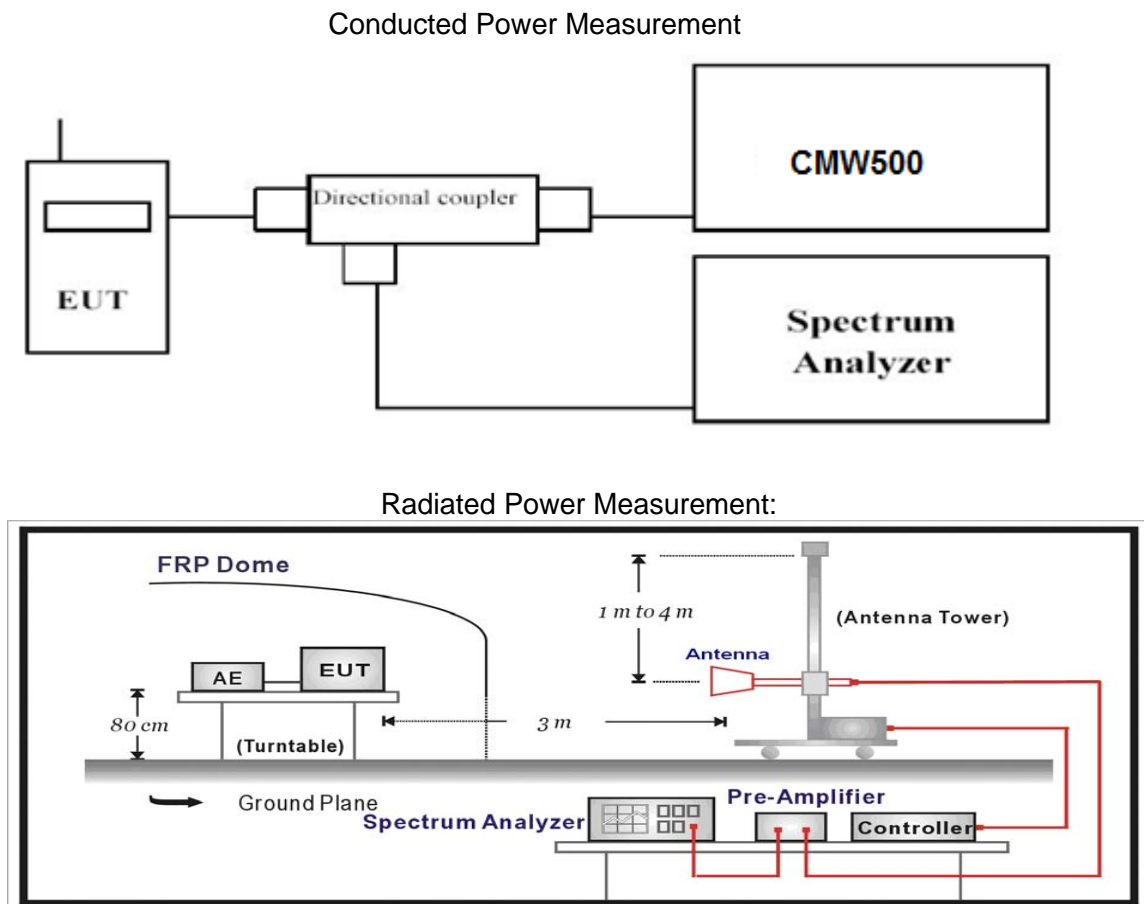 Conducted Power Measurement
CMW500
Directional coupler
EUT
Spectrum
Analyzer
Radiated Power Measurement:
FRP Dome
1 m to 4 m
(Antenna Tower)
Antenna
AE
EUT
80 cm
3 m
(Turntable)
Ground Plane
Pre-Amplifier
Spectrum Analyzer
Controller